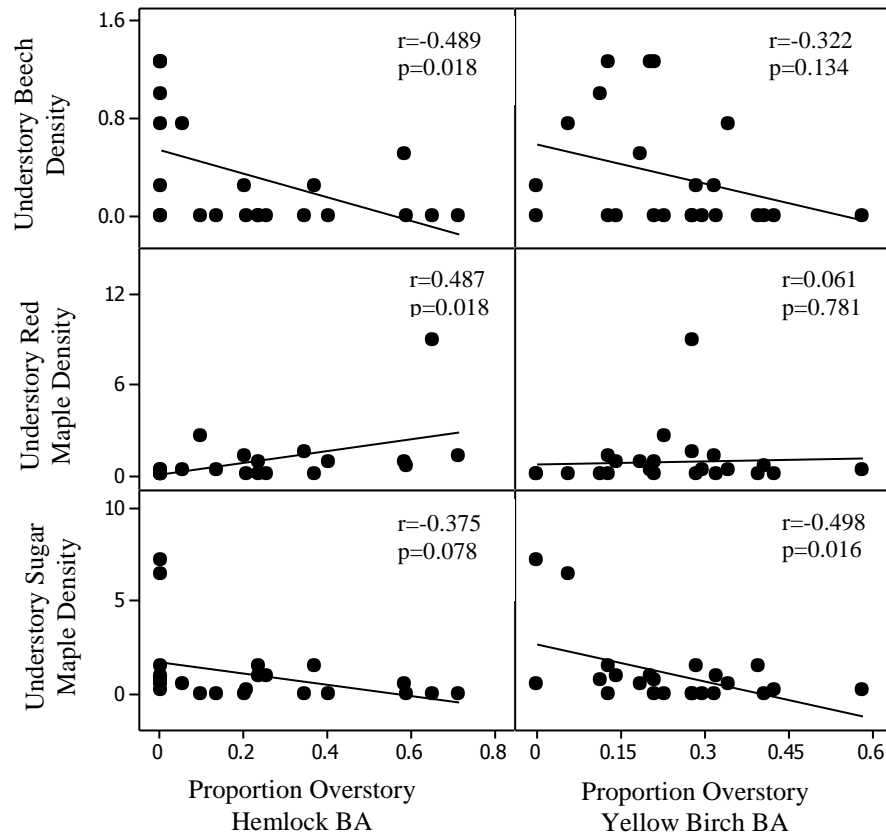 Understory Beech
Density
1.6
0.8
0.0
r=-0.489
p=0.018
r=-0.322
p=0.134
Understory Red
Maple Density
12
6
0
r=0.487
p=0.018
r=0.061
p=0.781
Understory Sugar
Maple Density
10
5
0
r=-0.375
p=0.078
r=-0.498
p=0.016
0 0.2 0.4 0.6 0.8
0 0.15 0.3 0.45 0.6
Proportion Overstory
Hemlock BA
Proportion Overstory
Yellow Birch BA